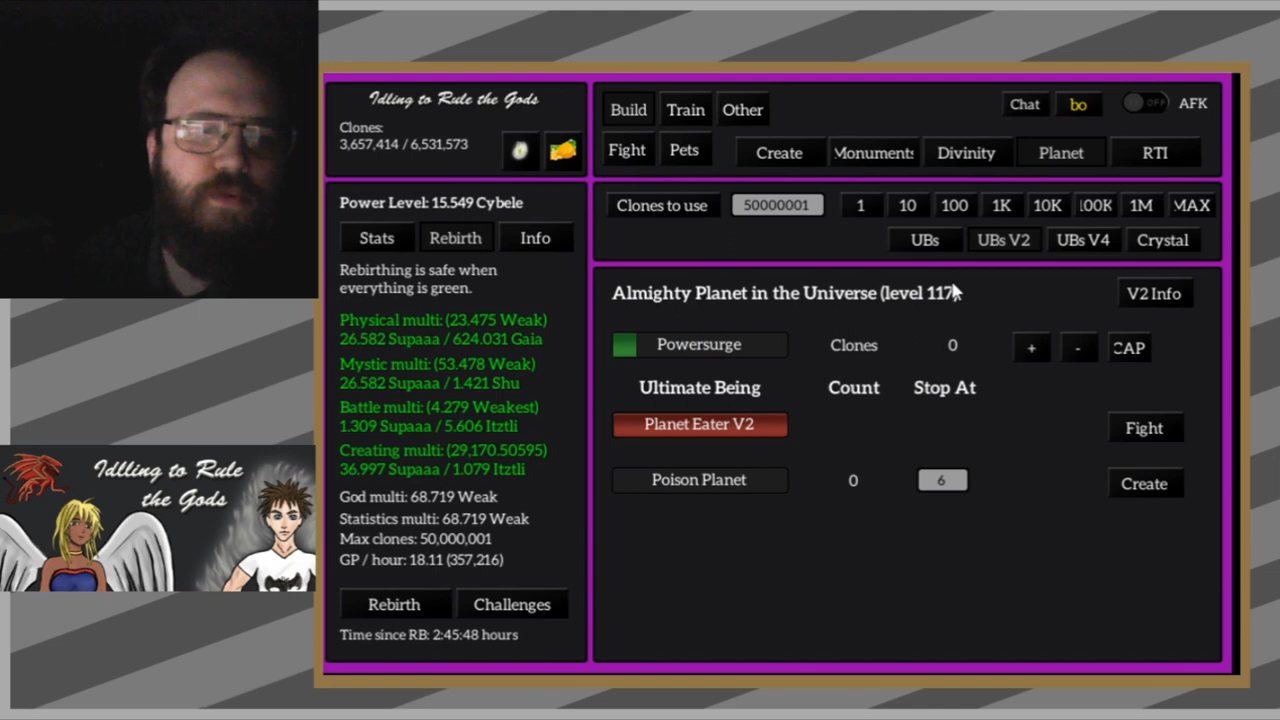 Idling to Rule the Gods
Clones:
3,657,414 / 6,531,573
Build
Train
Other
Chat
bo
OFF
AFK
Fight
Pets
Create
Monuments
Divinity
Planet
RTI
Power Level: 15.549 Cybele
Stats
Rebirth
Info
Rebirthing is safe when
everything is green.
Physical multi: (23.475 Weak)
26.582 Supaaa / 624.031 Gaia
Mystic multi: (53.478 Weak)
26.582 Supaaa / 1.421 Shu
Battle multi: (4.279 Weakest)
1.309 Supaaa / 5.606 Itztli
Creating multi: (29,170.50595)
36.997 Supaaa / 1.079 Itztli
God multi: 68.719 Weak
Statistics multi: 68.719 Weak
Max clones: 50,000,001
GP / hour: 18.11 (357,216)
Rebirth
Challenges
Time since RB: 2:45:48 hours
Clones to use
50000001
1
10
100
1K
10K
100K
1M
MAX
UBs
UBs V2
UBs V4
Crystal
Almighty Planet in the Universe (level 117)
V2 Info
Powersurge
Clones
0
+
-
CAP
Ultimate Being
Count
Stop At
Planet Eater V2
Fight
Poison Planet
0
6
Create
Idlling to Rule
the Gods